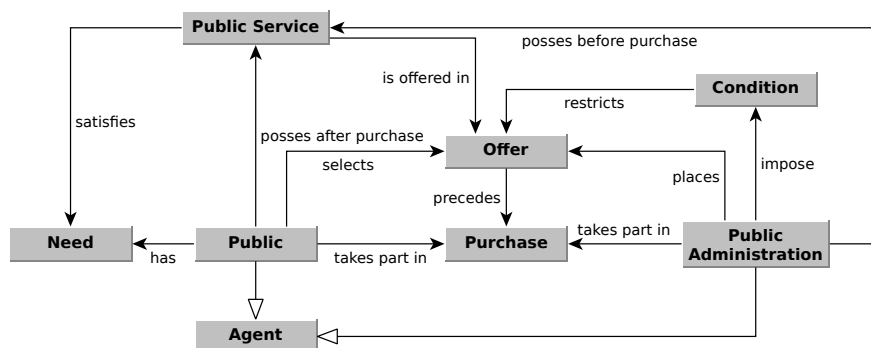 Public Service
posses before purchase
is offered in
Condition
restricts
satisfies
posses after purchase
selects
Offer
impose
places
precedes
Need
has
Public
takes part in
Purchase
takes part in
Public
Administration
Agent